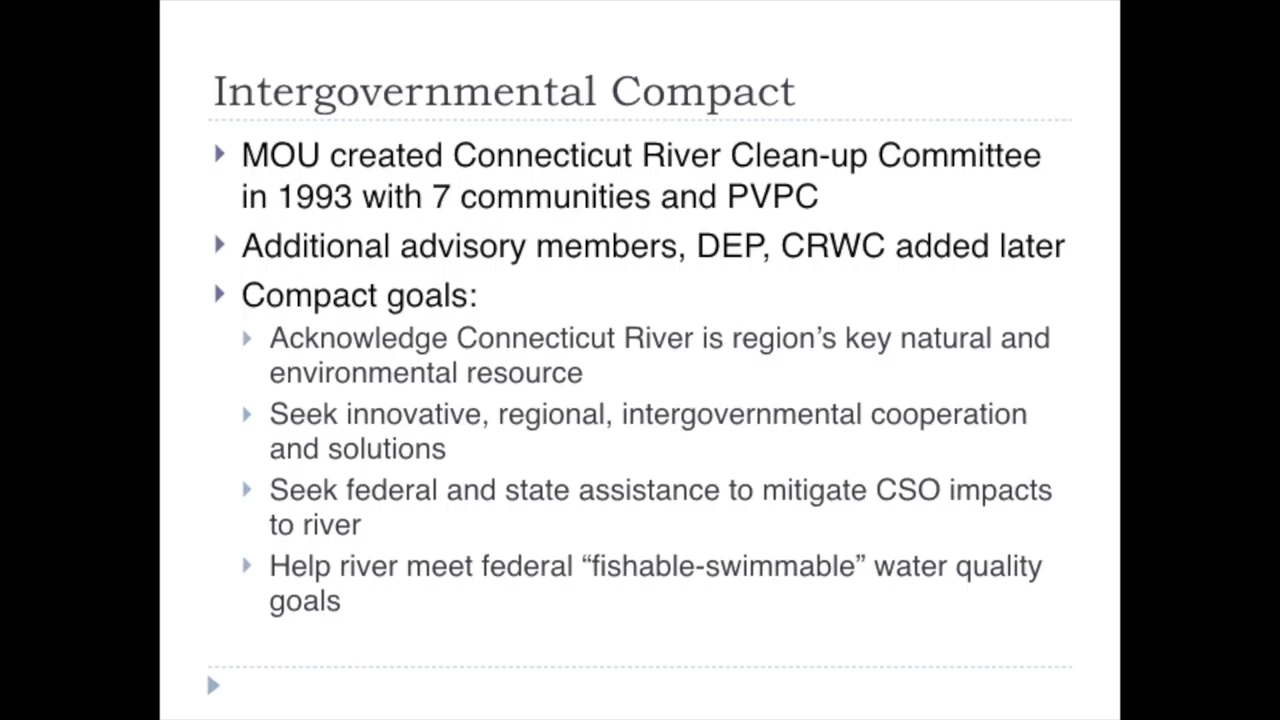 Intergovernmental Compact
MOU created Connecticut River Clean-up Committee
in 1993 with 7 communities and PVPC
Additional advisory members, DEP, CRWC added later
Compact goals:
Acknowledge Connecticut River is region’s key natural and
environmental resource
Seek innovative, regional, intergovernmental cooperation
and solutions
Seek federal and state assistance to mitigate CSO impacts
to river
Help river meet federal “fishable-swimmable” water quality
goals